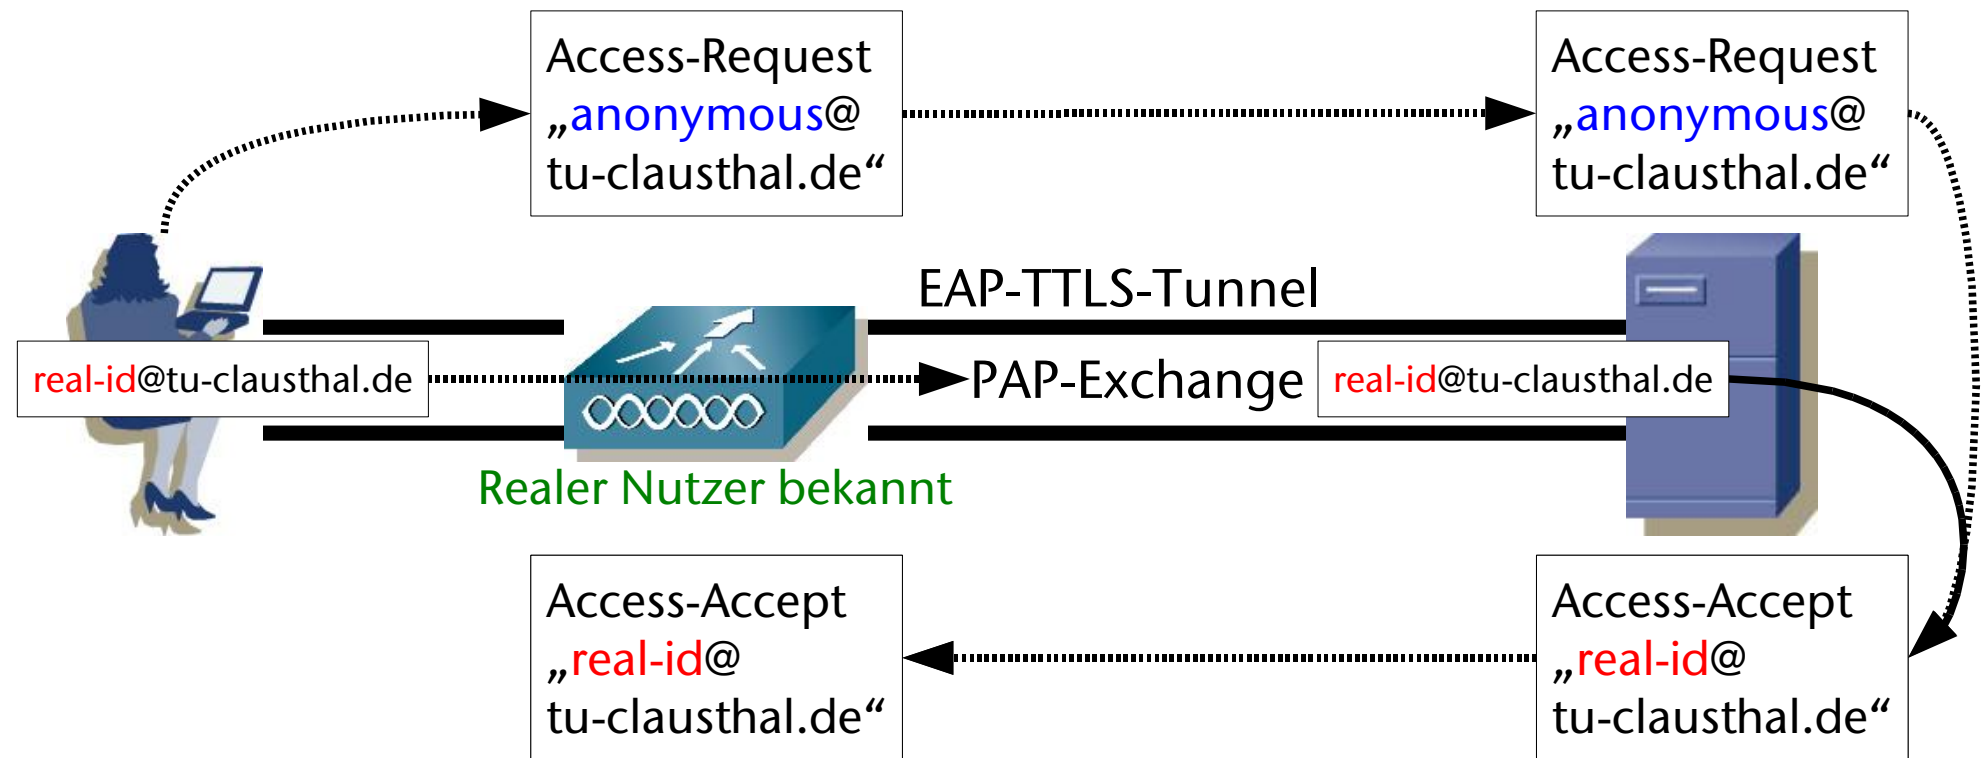 Access-Request
„anonymous@
tu-clausthal.de“
Access-Request
„anonymous@
tu-clausthal.de“
EAP-TTLS-Tunnel
real-id@tu-clausthal.de
PAP-Exchange
real-id@tu-clausthal.de
Realer Nutzer bekannt
Access-Accept
„real-id@
tu-clausthal.de“
Access-Accept
„real-id@
tu-clausthal.de“